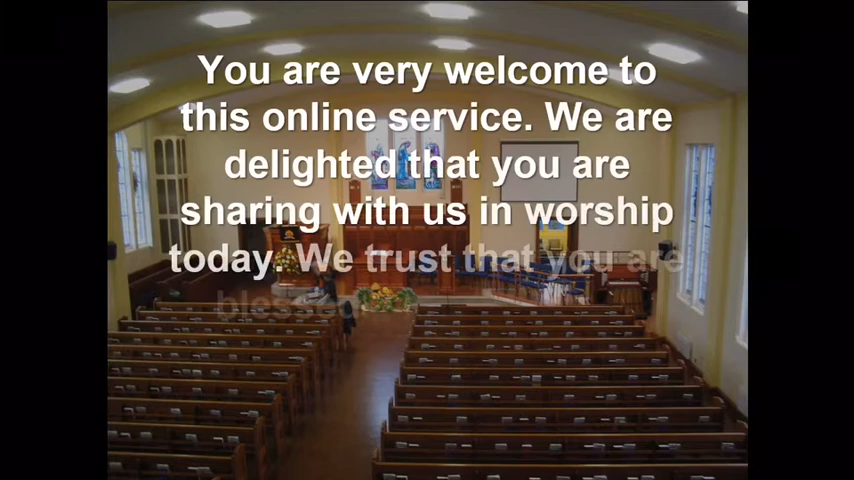 You are very welcome to
this online service. We are
delighted that you are
sharing with us in worship
today. We trust that you are
blessed